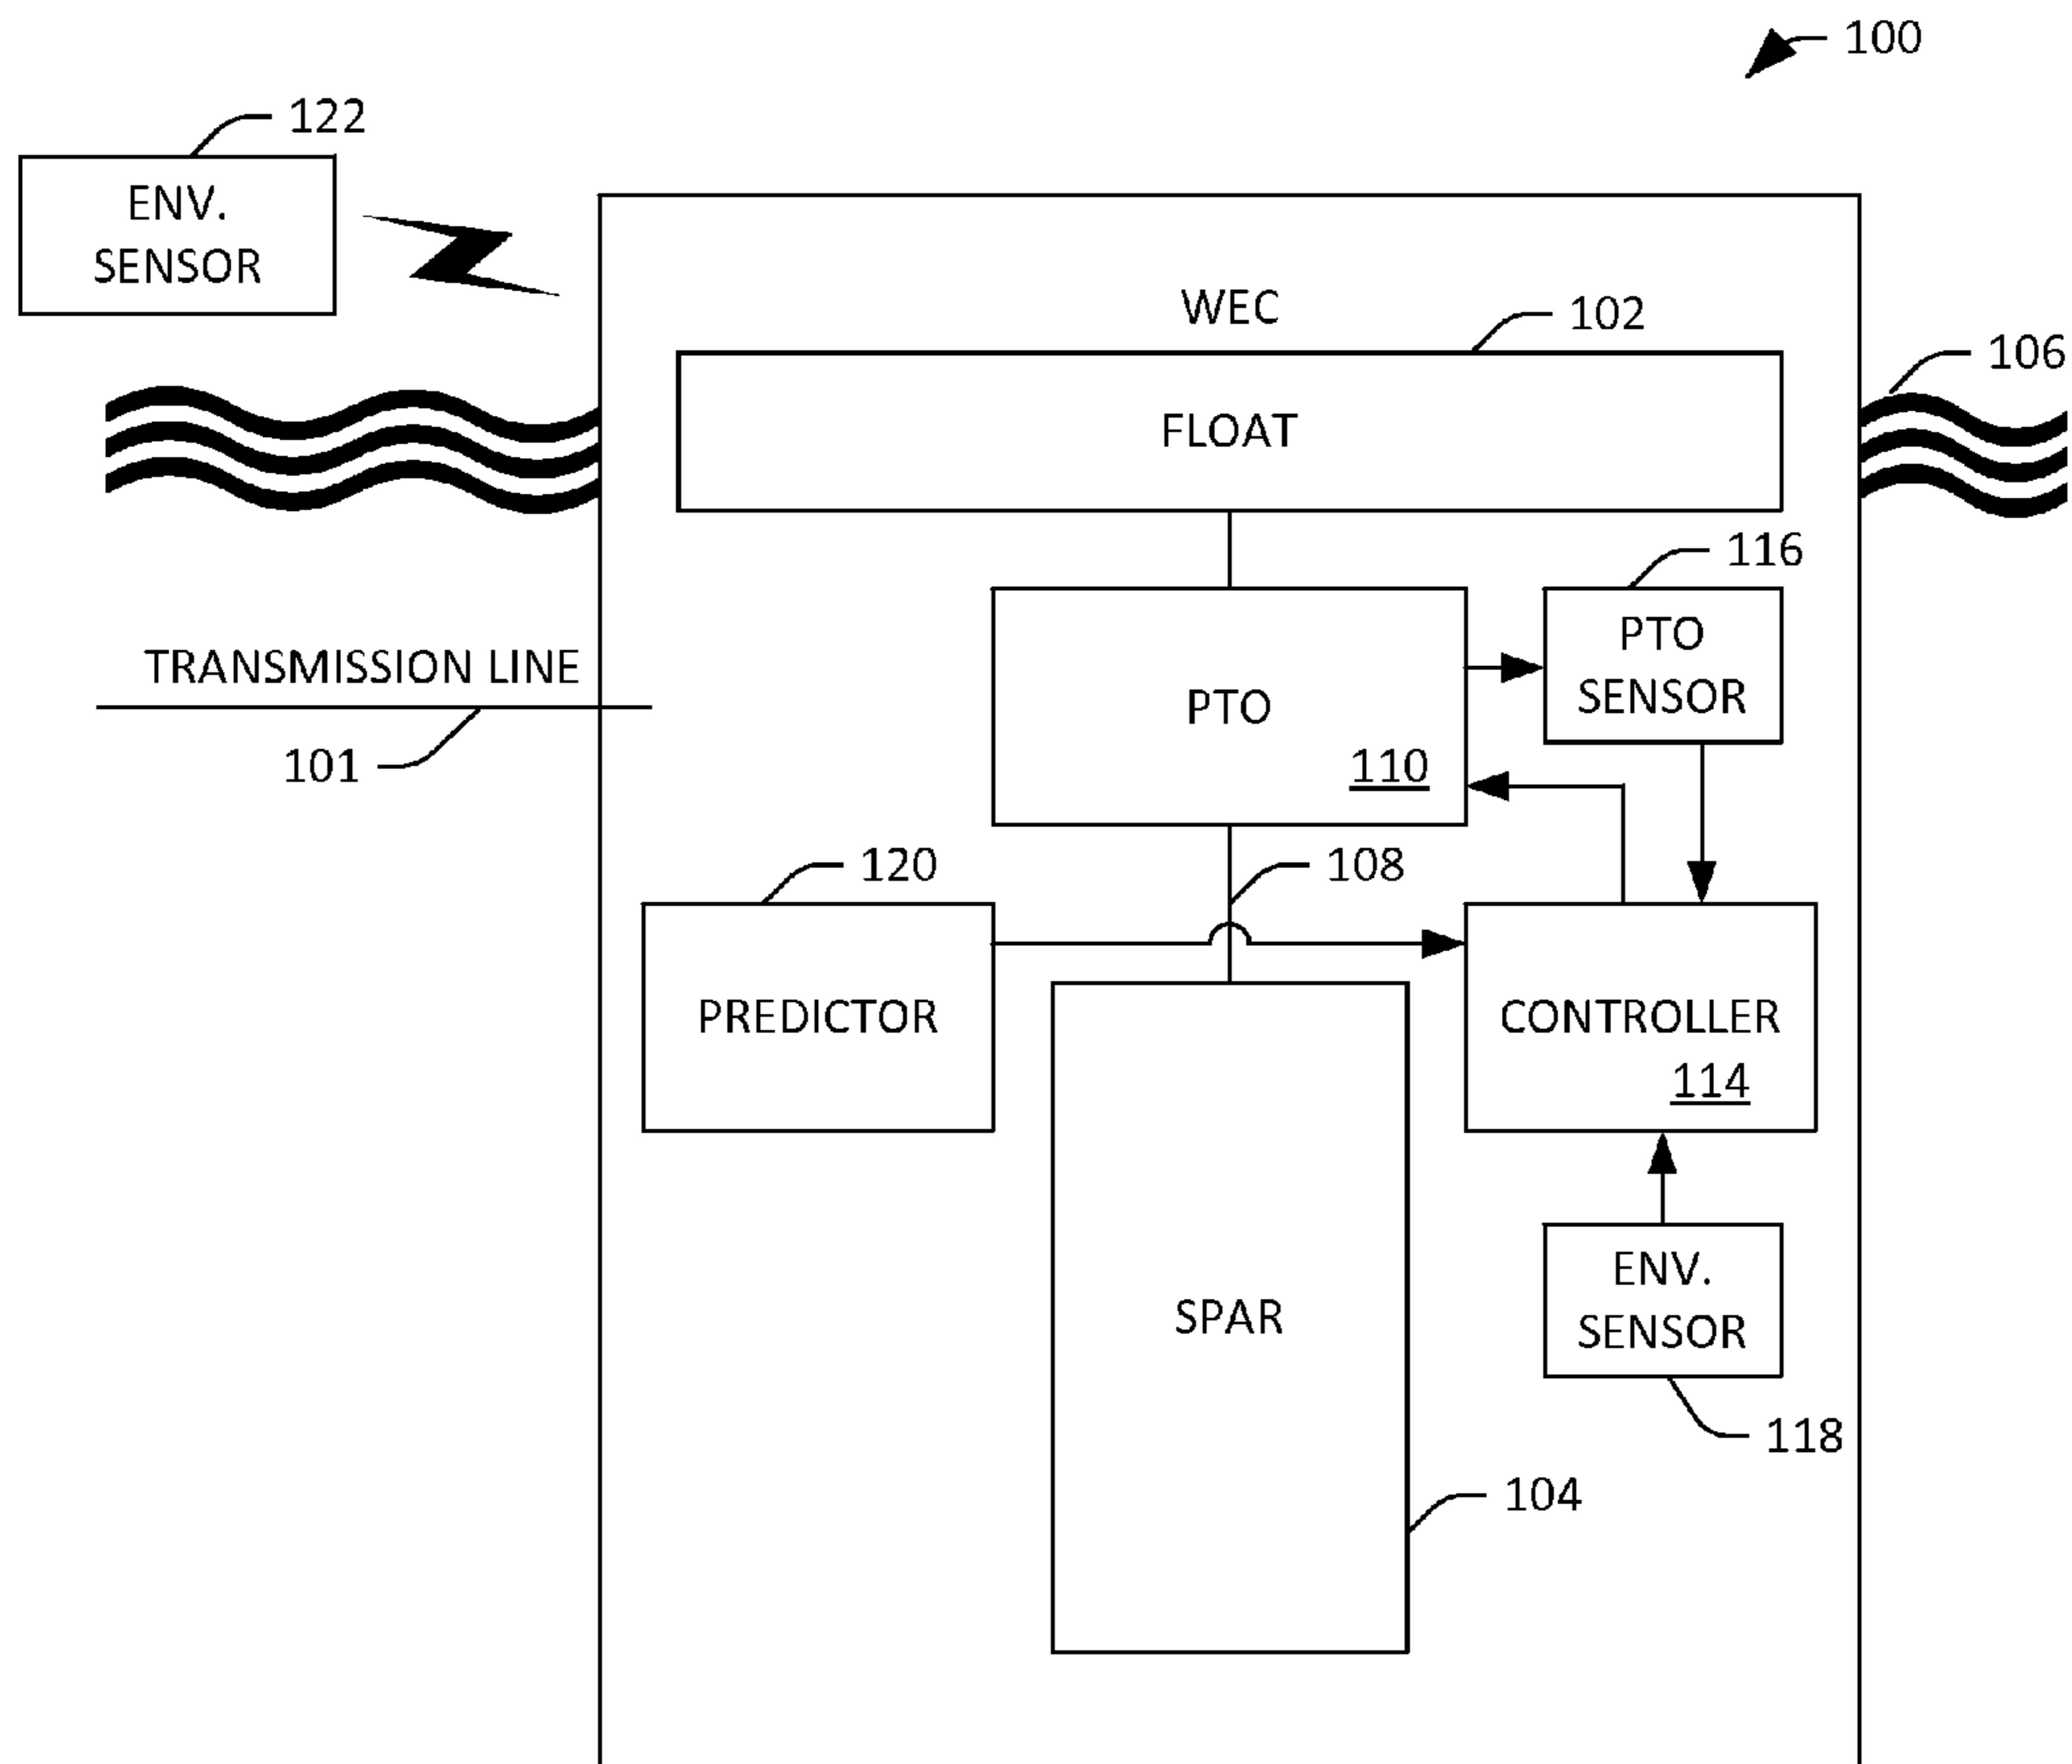 100
122
ENV.
SENSOR
WEC
102
106
FLOAT
116
PTO
SENSOR
TRANSMISSION LINE
101
PTO
110
120
108
PREDICTOR
CONTROLLER
114
SPAR
ENV.
SENSOR
118
104